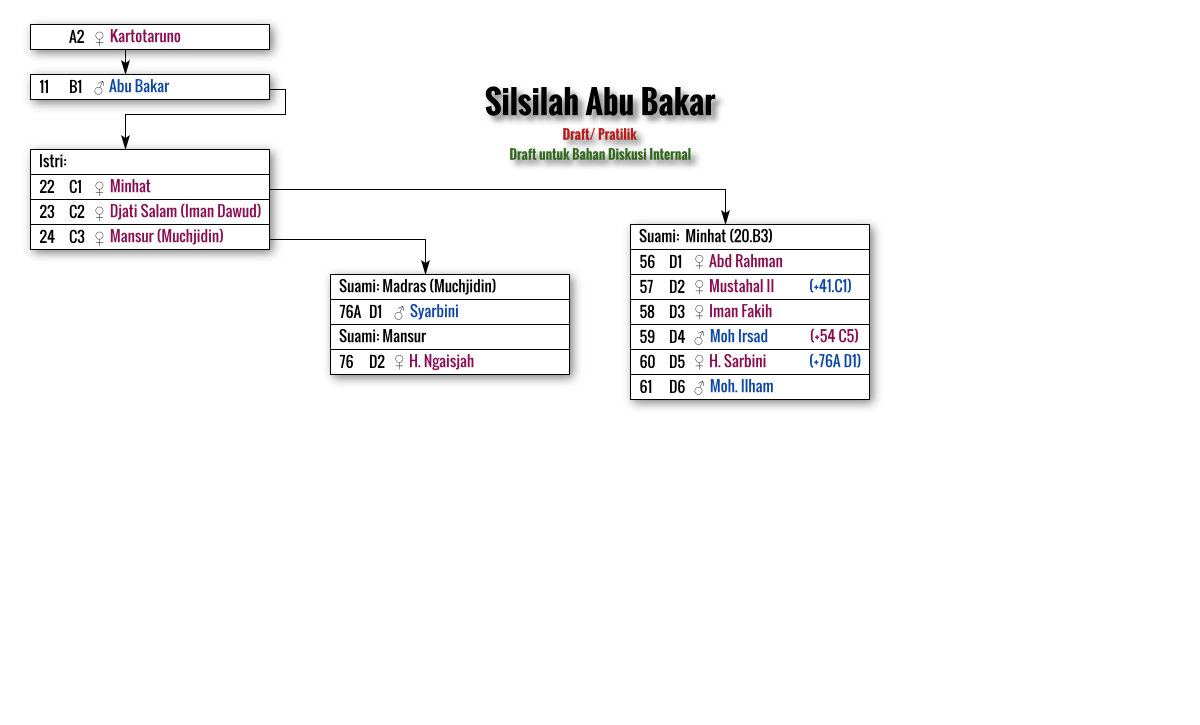 A2 ♀ Kartotaruno
11 B1 ♂ Abu Bakar
Silsilah Abu Bakar
Draft/ Pratilik
Draft untuk Bahan Diskusi Internal
Istri:
22 C1 ♀ Minhat
23 C2 ♀ Djati Salam (Iman Dawud)
24 C3 ♀ Mansur (Muchjidin)
Suami: Madras (Muchjidin)
76A D1 ♂ Syarbini
Suami: Mansur
76 D2 ♀ H. Ngaisjah
Suami: Minhat (20.B3)
56 D1 ♀ Abd Rahman
57 D2 ♀ Mustahal II (+41.C1)
58 D3 ♀ Iman Fakih
59 D4 ♂ Moh Irsad (+54 C5)
60 D5 ♀ H. Sarbini (+76A D1)
61 D6 ♂ Moh. Ilham